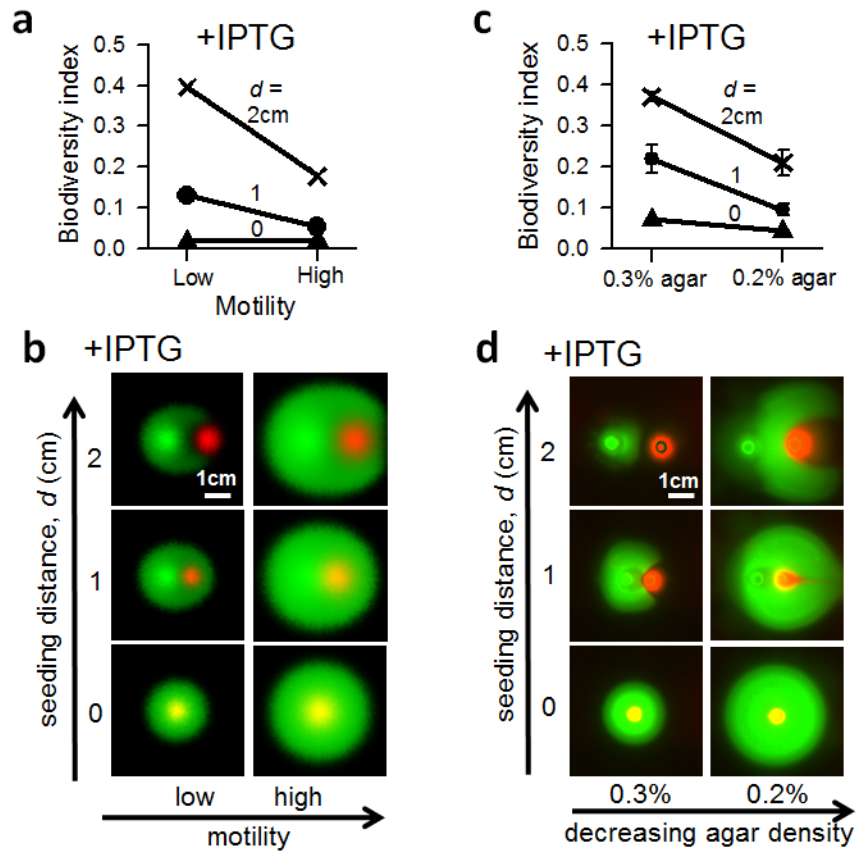 a
+IPTG
Biodiversity index
0.5
0.4
0.3
0.2
0.1
0.0
d =
2cm
1
0
Low High
Motility
c
+IPTG
Biodiversity index
0.5
0.4
0.3
0.2
0.1
0.0
d =
2cm
1
0
0.3% agar 0.2% agar
b
+IPTG
seeding distance, d (cm)
2
1
0
1cm
low high
motility
d
+IPTG
seeding distance, d (cm)
2
1
0
1cm
0.3% 0.2%
decreasing agar density